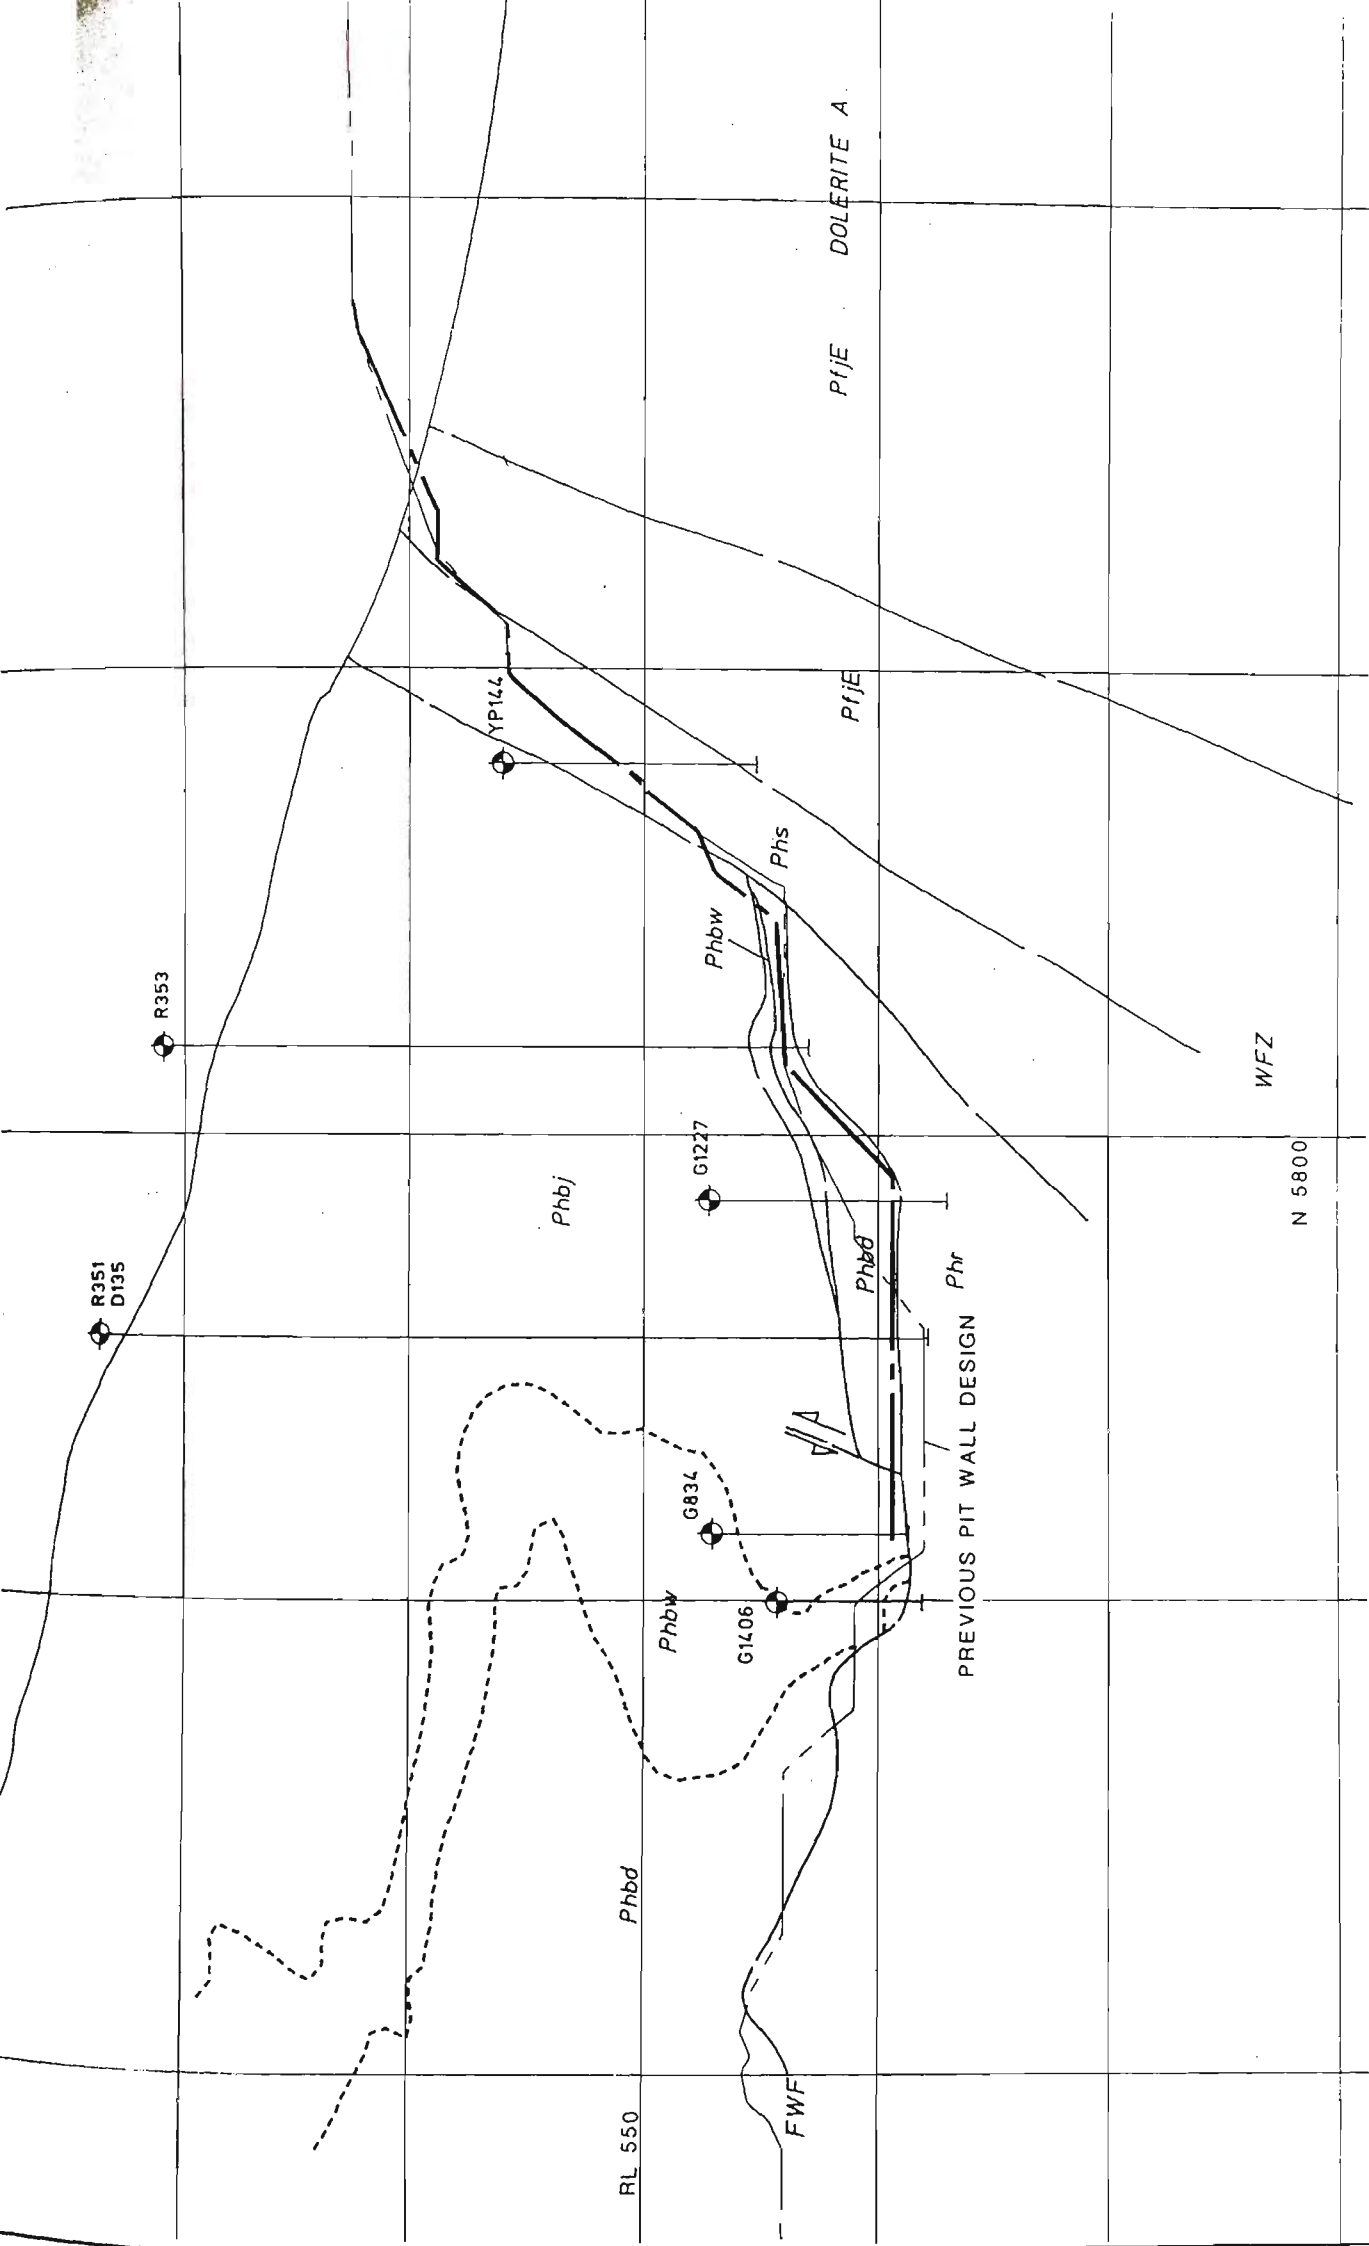 R351
D135
R353
YP144
G1227
G834
G1406
Phbj
Phbw
Phs
Phbd
Phr
Phbw
Phbd
PfjE DOLERITE A
PfjE
WFZ
N 5800
PREVIOUS PIT WALL DESIGN
RL 550
FWF